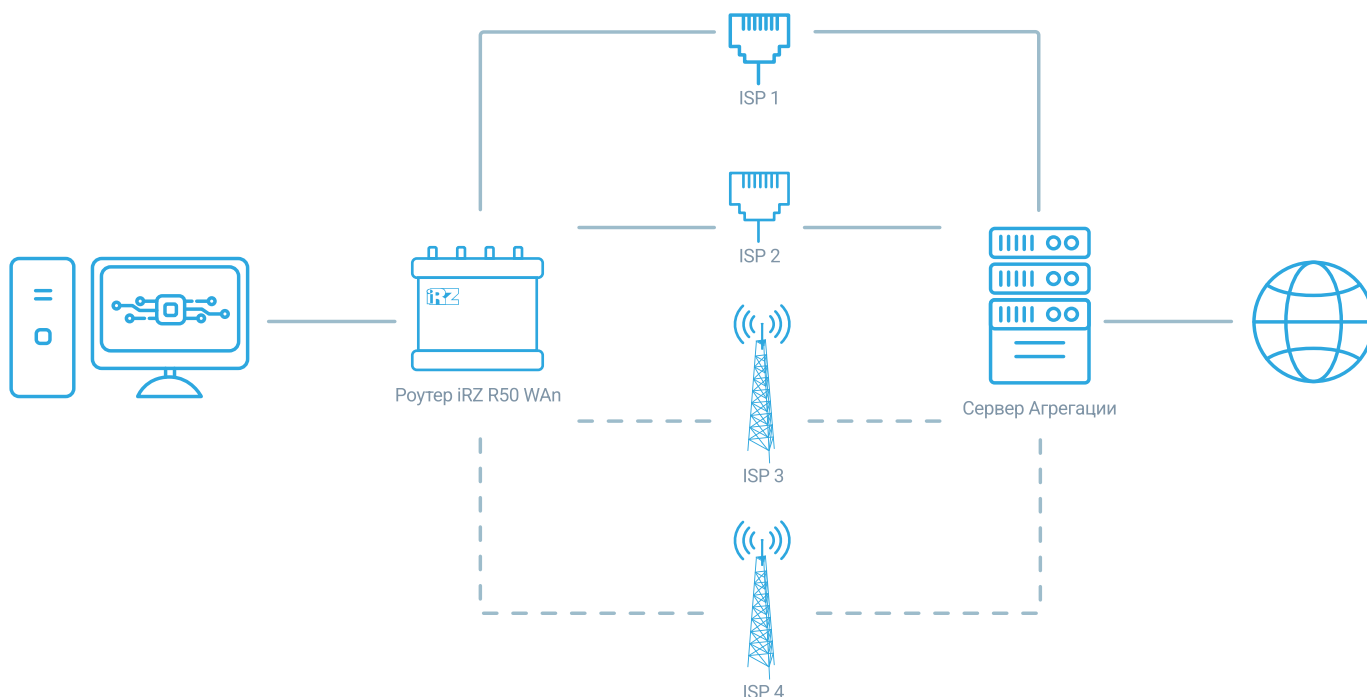 ISP 1
ISP 2
iRZ
Роутер iRZ R50 WAn
Сервер Агрегации
ISP 3
ISP 4